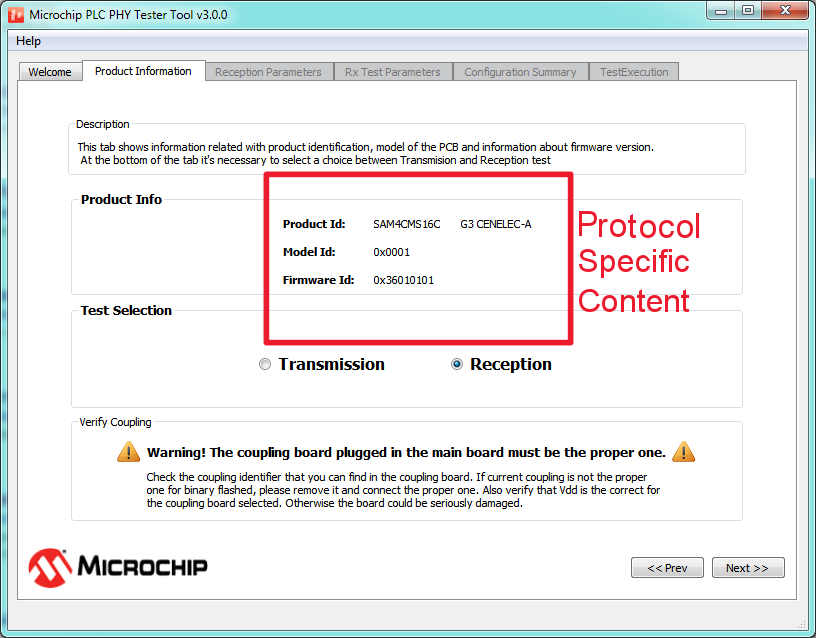 Microchip PLC PHY Tester Tool v3.0.0
Help
Welcome Product Information Reception Parameters Rx Test Parameters Configuration Summary TestExecution
Description
This tab shows information related with product identification, model of the PCB and information about firmware version.
At the bottom of the tab it's necessary to select a choice between Transmision and Reception test
Product Info
Product Id: SAM4CMS16C G3 CENELEC-A
Model Id: 0x0001
Firmware Id: 0x36010101
Protocol
Specific
Content
Test Selection
Transmission Reception
Verify Coupling
Warning! The coupling board plugged in the main board must be the proper one.
Check the coupling identifier that you can find in the coupling board. If current coupling is not the proper
one for binary flashed, please remove it and connect the proper one. Also verify that Vdd is the correct for
the coupling board selected. Otherwise the board could be seriously damaged.
MICROCHIP
<< Prev Next >>